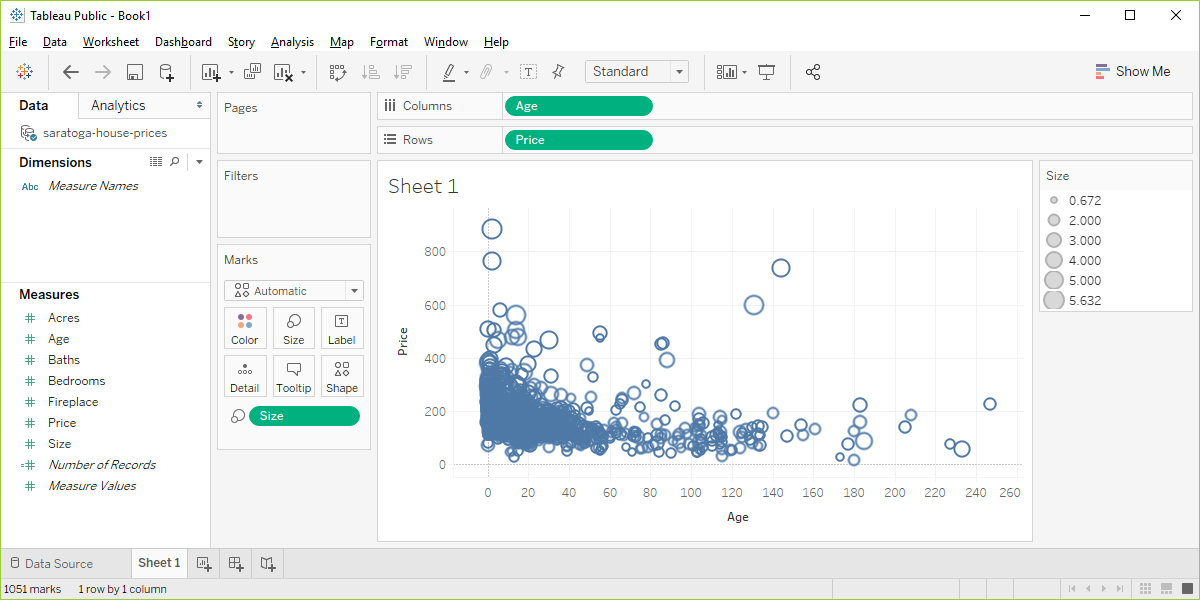 Tableau Public - Book1
File Data Worksheet Dashboard Story Analysis Map Format Window Help
T Standard Show Me
Data Analytics
saratoga-house-prices
Dimensions
Abc Measure Names
Measures
Acres
Age
Baths
Bedrooms
Fireplace
Price
Size
Number of Records
Measure Values
Pages
Filters
Marks
Automatic
Color Size Label
Detail Tooltip Shape
Size
Columns Age
Rows Price
Sheet 1
Price
800
600
400
200
0
0 20 40 60 80 100 120 140 160 180 200 220 240 260
Age
Size
0.672
2.000
3.000
4.000
5.000
5.632
Data Source Sheet 1
1051 marks 1 row by 1 column